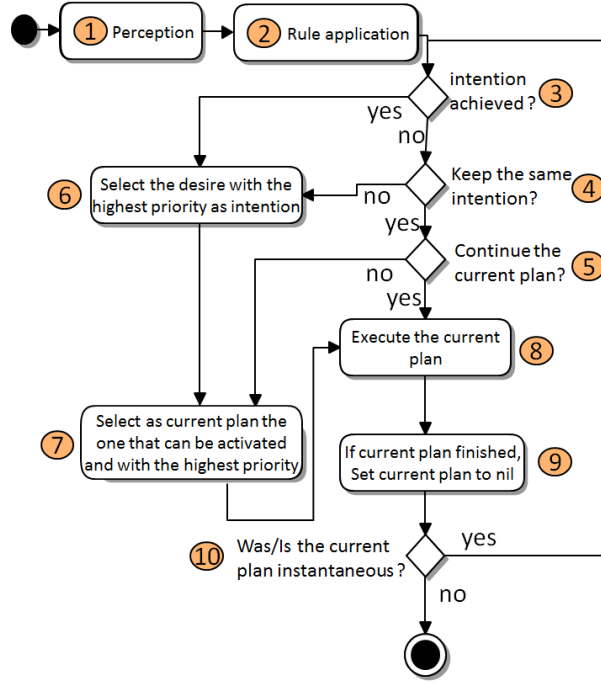 1 Perception
2 Rule application
intention
achieved ? 3
yes
no
6 Select the desire with the
highest priority as intention
Keep the same
intention? 4
no
yes
Continue the
current plan? 5
no
yes
Execute the current
plan 8
7 Select as current plan the
one that can be activated
and with the highest priority
If current plan finished,
Set current plan to nil 9
10 Was/Is the current
plan instantaneous ?
yes
no